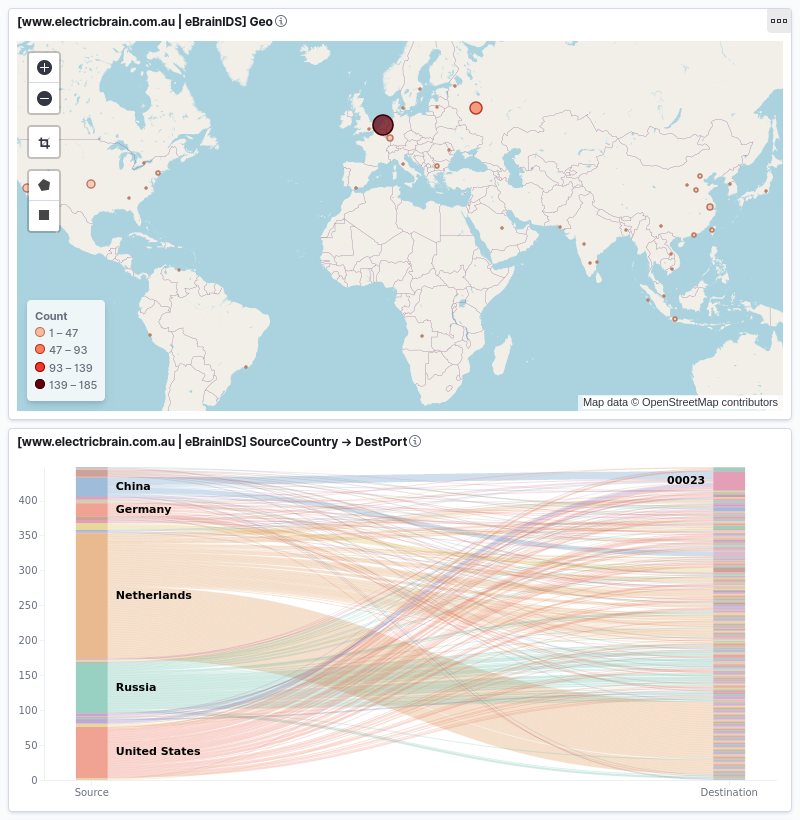 [www.electricbrain.com.au | eBrainIDS] Geo
Count
1 – 47
47 – 93
93 – 139
139 – 185
Map data © OpenStreetMap contributors
[www.electricbrain.com.au | eBrainIDS] SourceCountry → DestPort
00023
China
Germany
Netherlands
Russia
United States
400
350
300
250
200
150
100
50
0
Source
Destination